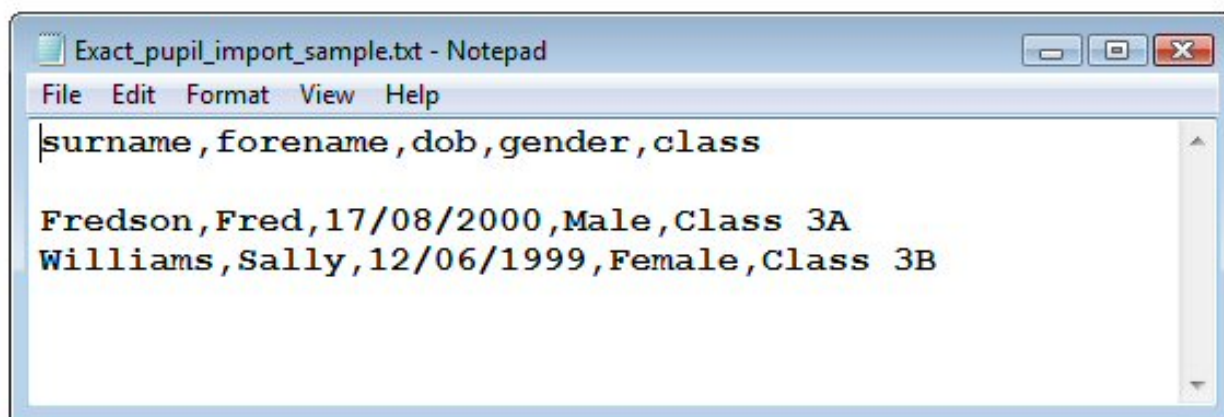 Exact_pupil_import_sample.txt - Notepad
File Edit Format View Help
surname,forename,dob,gender,class
Fredson,Fred,17/08/2000,Male,Class 3A
Williams,Sally,12/06/1999,Female,Class 3B